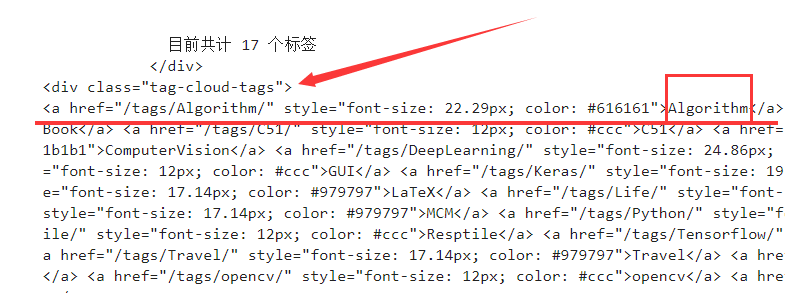 目前共计 17 个标签
</div>
<div class="tag-cloud-tags">
<a href="/tags/Algorithm/" style="font-size: 22.29px; color: #616161">Algorithm</a>
Book</a> <a href="/tags/C51/" style="font-size: 12px; color: #ccc">C51</a> <a href=
1b1b1">ComputerVision</a> <a href="/tags/DeepLearning/" style="font-size: 24.86px;
="font-size: 12px; color: #ccc">GUI</a> <a href="/tags/Keras/" style="font-size: 19
e="font-size: 17.14px; color: #979797">LaTeX</a> <a href="/tags/Life/" style="font-
style="font-size: 17.14px; color: #979797">MCM</a> <a href="/tags/Python/" style="f
ile/" style="font-size: 12px; color: #ccc">Resptile</a> <a href="/tags/Tensorflow/"
a href="/tags/Travel/" style="font-size: 17.14px; color: #979797">Travel</a> <a hre
</a> <a href="/tags/opencv/" style="font-size: 12px; color: #ccc">opencv</a> <a hre